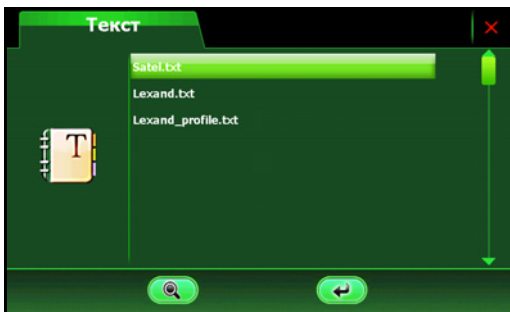 Текст
Satel.txt
Lexand.txt
Lexand_profile.txt
T